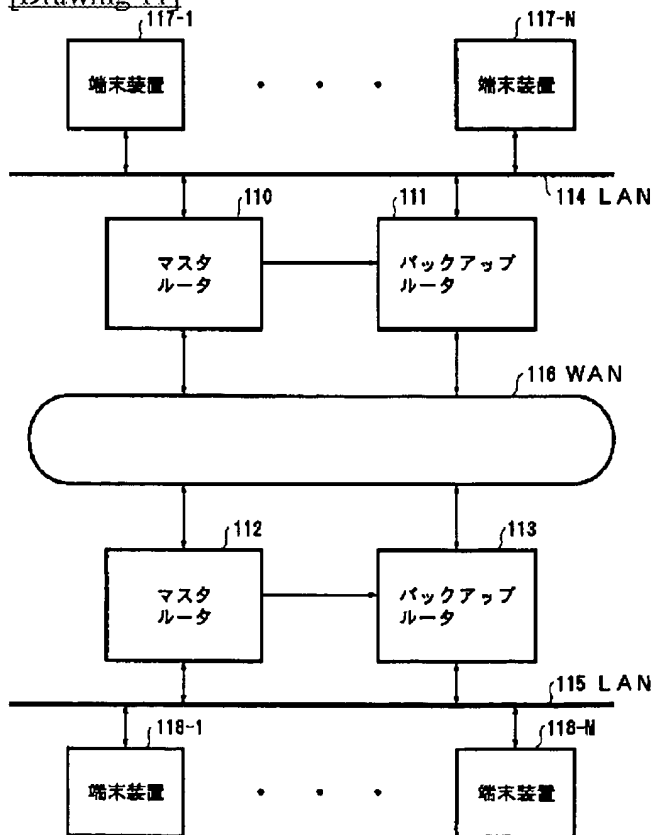 [Drawing 11]
117-1
117-N
端末装置
・ ・ ・
端末装置
114 LAN
110
111
マスタ
ルータ
バックアップ
ルータ
116 WAN
112
113
マスタ
ルータ
バックアップ
ルータ
115 LAN
118-1
118-N
端末装置
・ ・ ・
端末装置